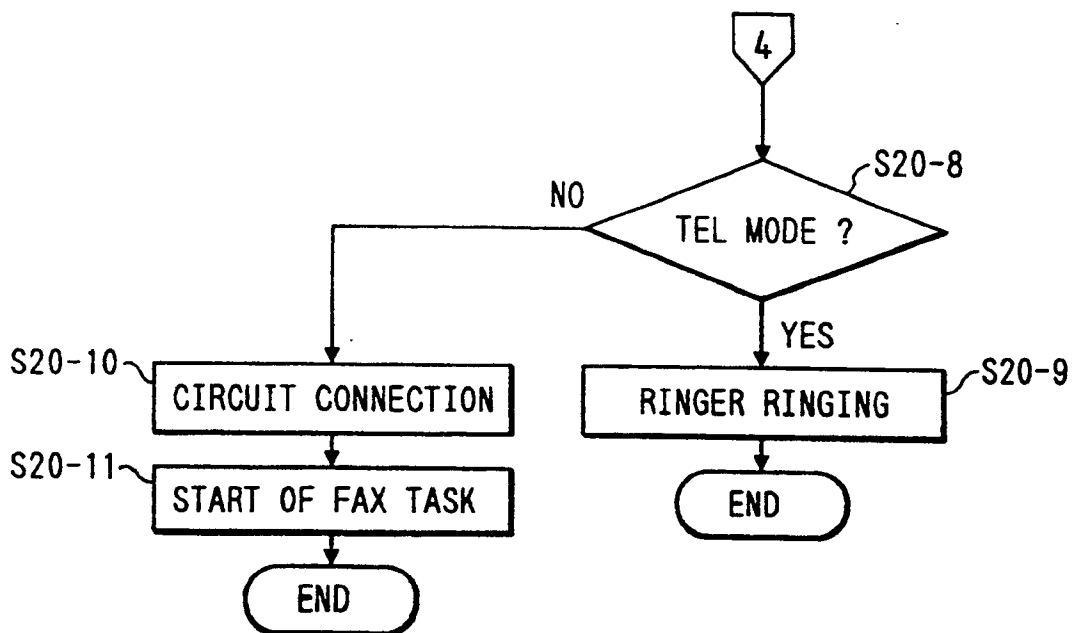 4
S20-8
NO
TEL MODE ?
YES
S20-10
CIRCUIT CONNECTION
S20-9
RINGER RINGING
S20-11
START OF FAX TASK
END
END